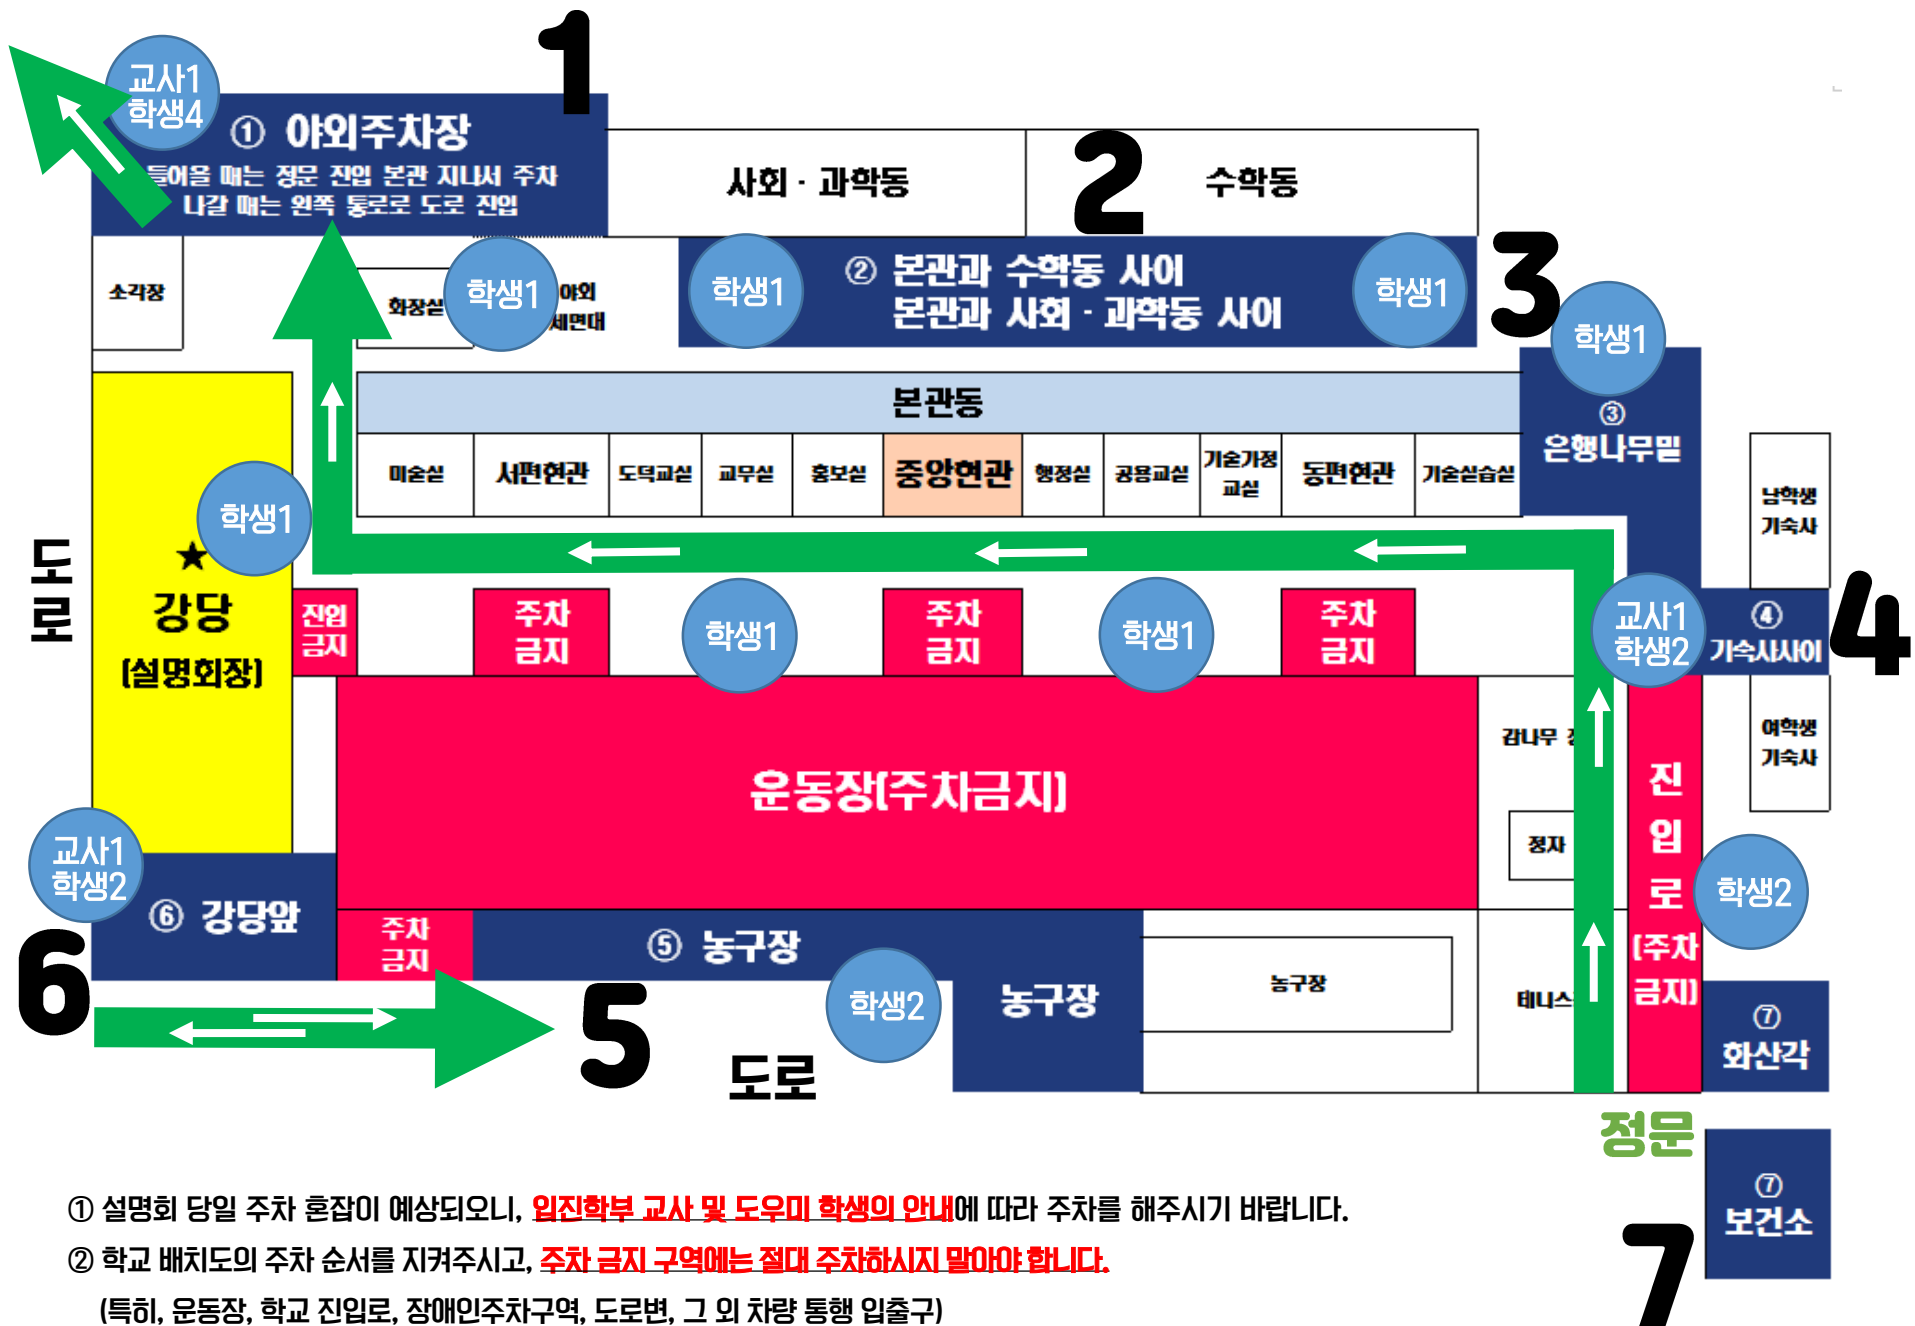 1
교사1
학생4
① 야외주차장
들어올 때는 정문 진입 본관 지나서 주차
나갈 때는 왼쪽 통로로 도로 진입
사회 · 과학동
2
수학동
소각장
화장실
학생1
야외
세면대
학생1
② 본관과 수학동 사이
본관과 사회 · 과학동 사이
학생1
3
학생1
③
은행나무밑
본관동
미술실
서편현관
도덕교실
교무실
홍보실
중앙현관
행정실
공용교실
기술가정
교실
동편현관
기술실습실
남학생
기숙사
도로
학생1
★
강당
(설명회장)
진입
금지
주차
금지
학생1
주차
금지
학생1
주차
금지
교사1
학생2
④
기숙사사이
4
운동장(주차금지)
감나무
정자
진입로
(주차
금지)
여학생
기숙사
학생2
교사1
학생2
⑥ 강당앞
6
주차
금지
⑤ 농구장
5
학생2
농구장
농구장
테니스
⑦
화산각
도로
정문
⑦
보건소
7
① 설명회 당일 주차 혼잡이 예상되오니, 입진학부 교사 및 도우미 학생의 안내에 따라 주차를 해주시기 바랍니다.
② 학교 배치도의 주차 순서를 지켜주시고, 주차 금지 구역에는 절대 주차하시지 말아야 합니다.
(특히, 운동장, 학교 진입로, 장애인주차구역, 도로변, 그 외 차량 통행 입출구)